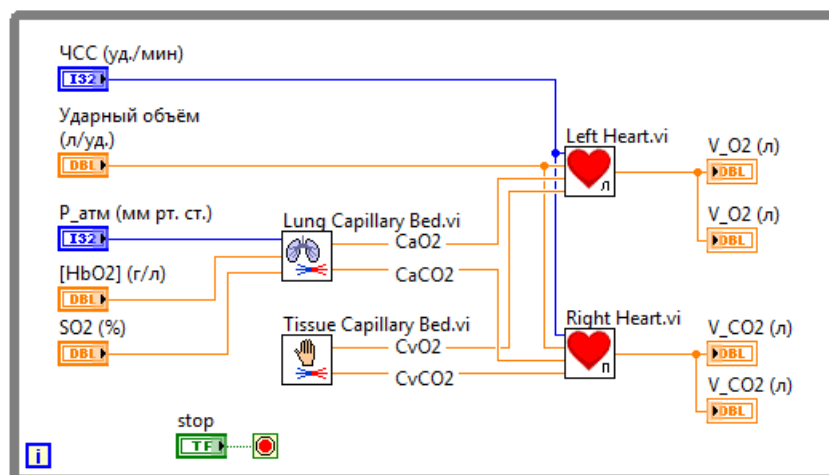 ЧСС (уд./мин)
I32
Ударный объём
(л/уд.)
DBL
Left Heart.vi
Л
V_O2 (л)
DBL
V_O2 (л)
DBL
P_атм (мм рт. ст.)
I32
Lung Capillary Bed.vi
CaO2
CaCO2
[HbO2] (г/л)
DBL
SO2 (%)
DBL
Tissue Capillary Bed.vi
CvO2
CvCO2
Right Heart.vi
П
V_CO2 (л)
DBL
V_CO2 (л)
DBL
stop
TF
i